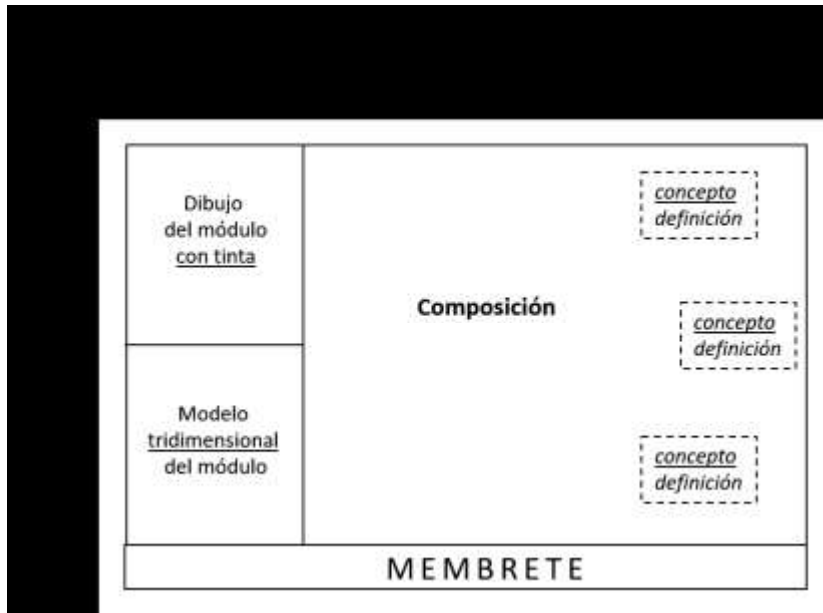 Dibujo
del módulo
con tinta
Modelo
tridimensional
del módulo
Composición
concepto
definición
concepto
definición
concepto
definición
MEMBRETE